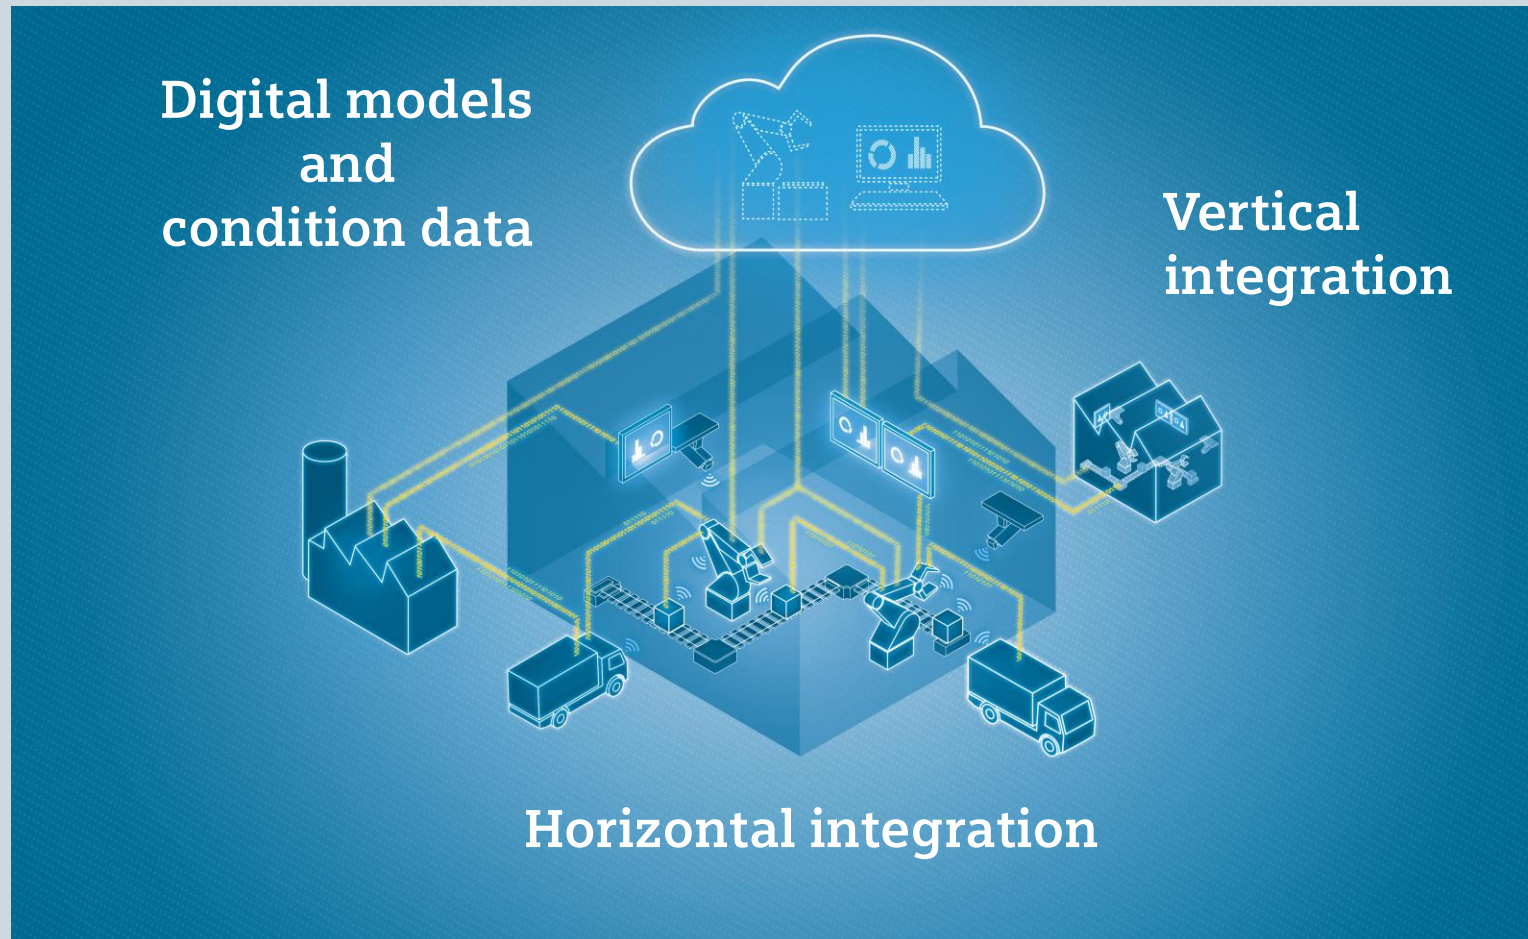 Digital models
and
condition data
Vertical
integration
Horizontal integration